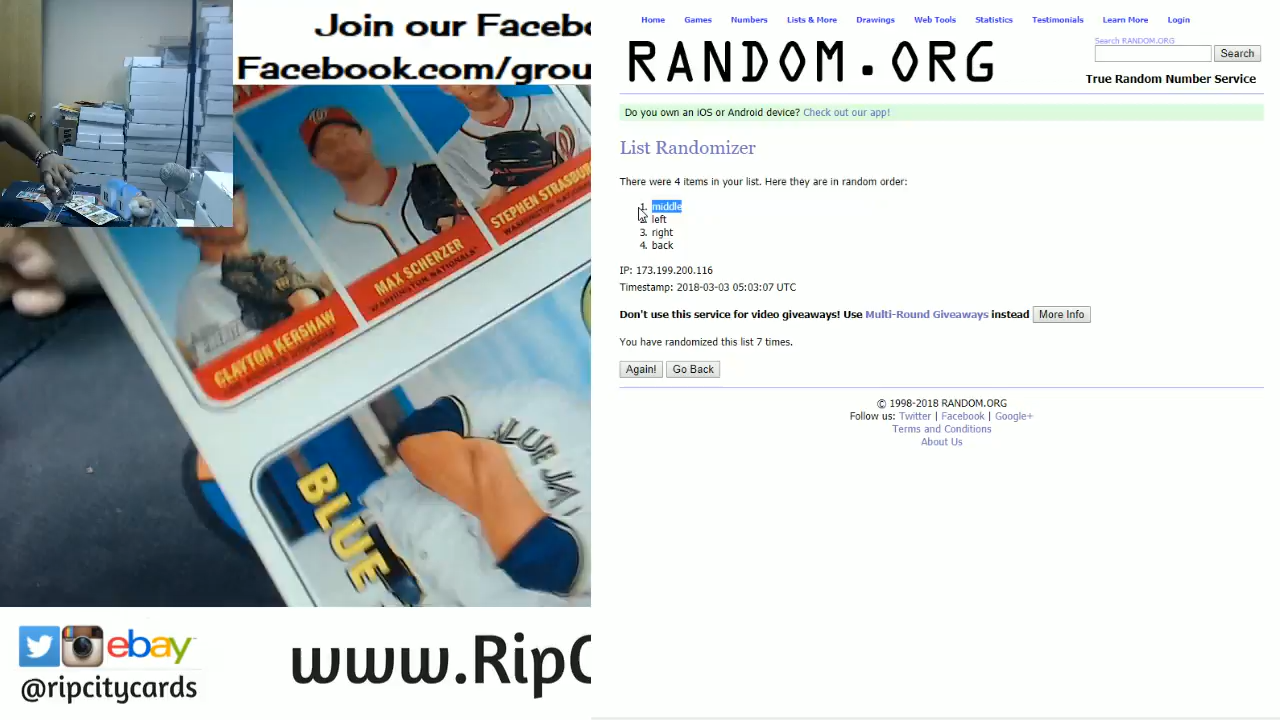 Join our Facebo
Facebook.com/grou
CLAYTON KERSHAW
MAX SCHERZER
WASHINGTON NATIONALS
STEPHEN STRASBUR
WASHINGTON NATIONA
BLUE
BLUE JA
ebay
@ripcitycards
www.RipC
Home Games Numbers Lists & More Drawings Web Tools Statistics Testimonials Learn More Login
RANDOM.ORG
Search RANDOM.ORG
Search
True Random Number Service
Do you own an iOS or Android device? Check out our app!
List Randomizer
There were 4 items in your list. Here they are in random order:
1. middle
2. left
3. right
4. back
IP: 173.199.200.116
Timestamp: 2018-03-03 05:03:07 UTC
Don't use this service for video giveaways! Use Multi-Round Giveaways instead More Info
You have randomized this list 7 times.
Again! Go Back
© 1998-2018 RANDOM.ORG
Follow us: Twitter | Facebook | Google+
Terms and Conditions
About Us